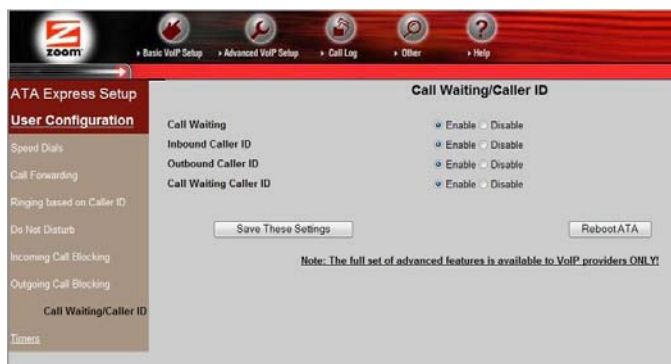 ZOOM
Basic VoIP Setup
Advanced VoIP Setup
Call Log
Other
Help
ATA Express Setup
User Configuration
Speed Dials
Call Forwarding
Ringing based on Caller ID
Do Not Disturb
Incoming Call Blocking
Outgoing Call Blocking
Call Waiting/Caller ID
Timers
Call Waiting/Caller ID
Call Waiting Enable Disable
Inbound Caller ID Enable Disable
Outbound Caller ID Enable Disable
Call Waiting Caller ID Enable Disable
Save These Settings
Reboot ATA
Note: The full set of advanced features is available to VoIP providers ONLY!